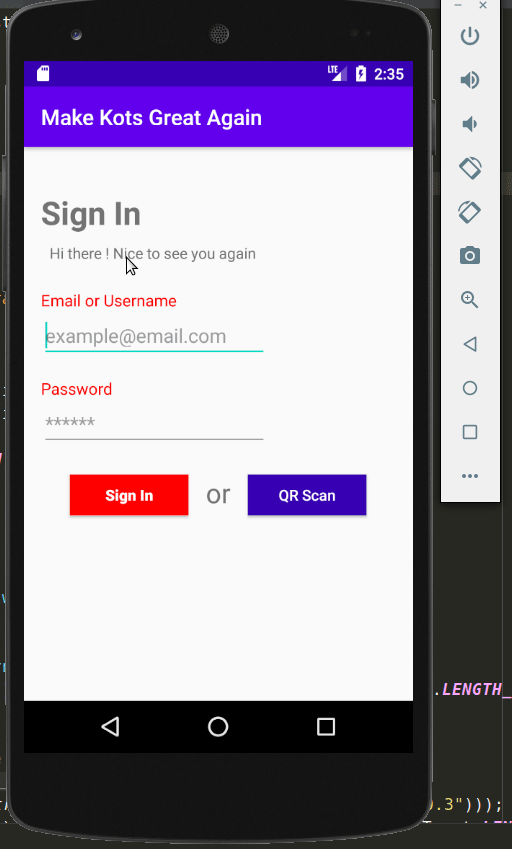 LTE 2:35
Make Kots Great Again
Sign In
Hi there ! Nice to see you again
Email or Username
example@email.com
Password
******
Sign In or QR Scan
.LENGTH_
.3")));